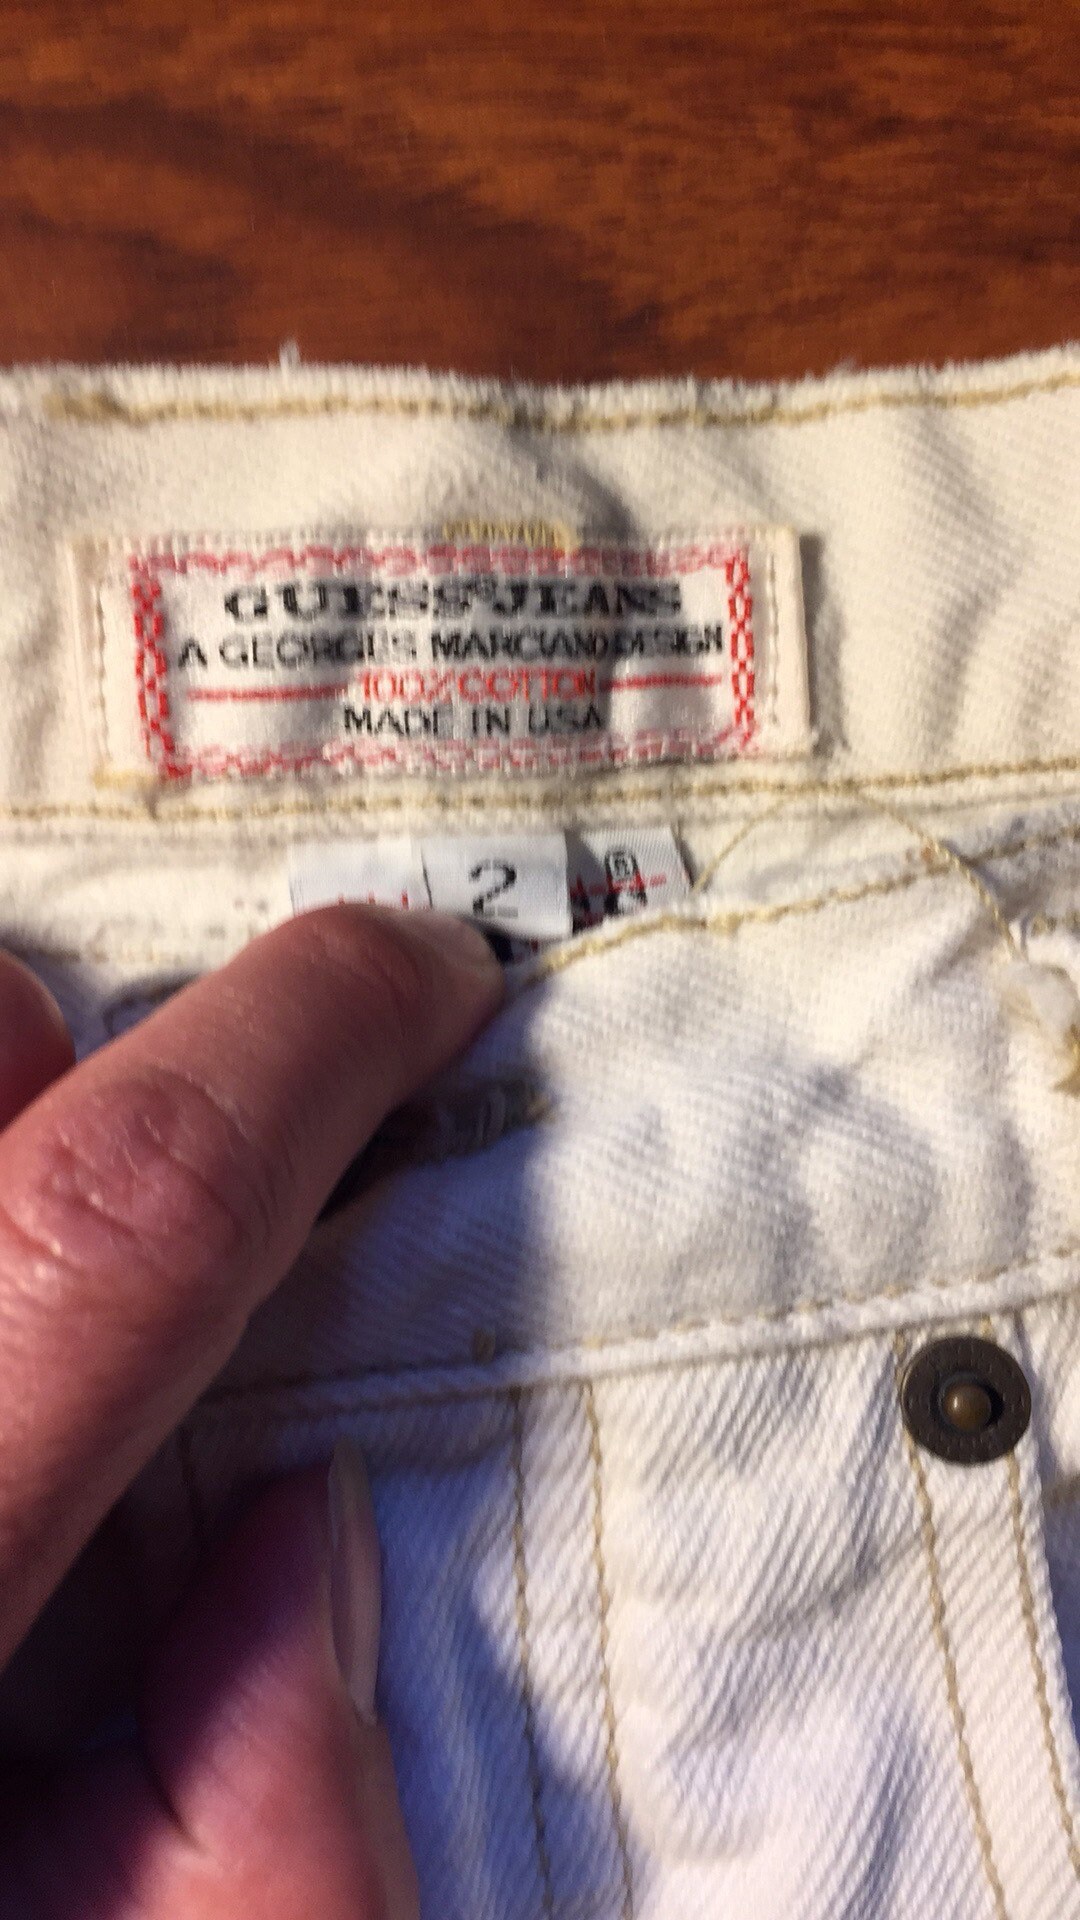 GUESS® JEANS
A GEORGES MARCIANO DESIGN
100% COTTON
MADE IN USA
2